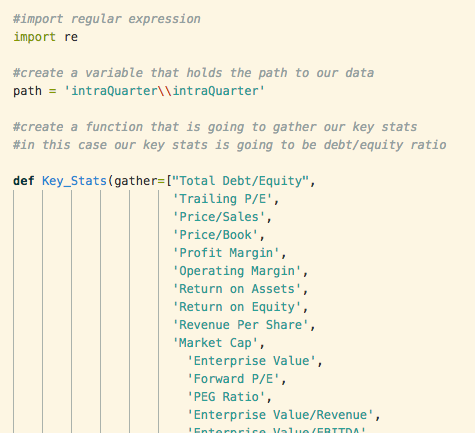 #import regular expression
import re
#create a variable that holds the path to our data
path = 'intraQuarter\\intraQuarter'
#create a function that is going to gather our key stats
#in this case our key stats is going to be debt/equity ratio
def Key_Stats(gather=["Total Debt/Equity",
'Trailing P/E',
'Price/Sales',
'Price/Book',
'Profit Margin',
'Operating Margin',
'Return on Assets',
'Return on Equity',
'Revenue Per Share',
'Market Cap',
'Enterprise Value',
'Forward P/E',
'PEG Ratio',
'Enterprise Value/Revenue',
'Enterprise Value/EBITDA'